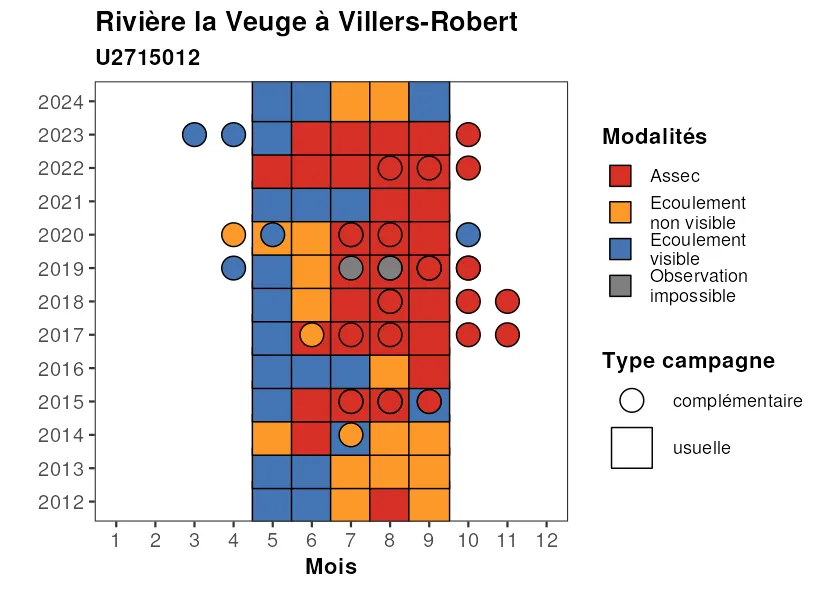 Rivière la Veuge à Villers-Robert
U2715012
2024
2023
2022
2021
2020
2019
2018
2017
2016
2015
2014
2013
2012
1 2 3 4 5 6 7 8 9 10 11 12
Mois
Modalités
Assec
Ecoulement
non visible
Ecoulement
visible
Observation
impossible
Type campagne
complémentaire
usuelle